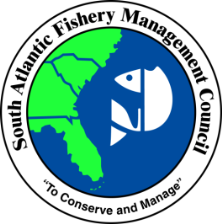 South Atlantic Fishery Management Council
"To Conserve and Manage"